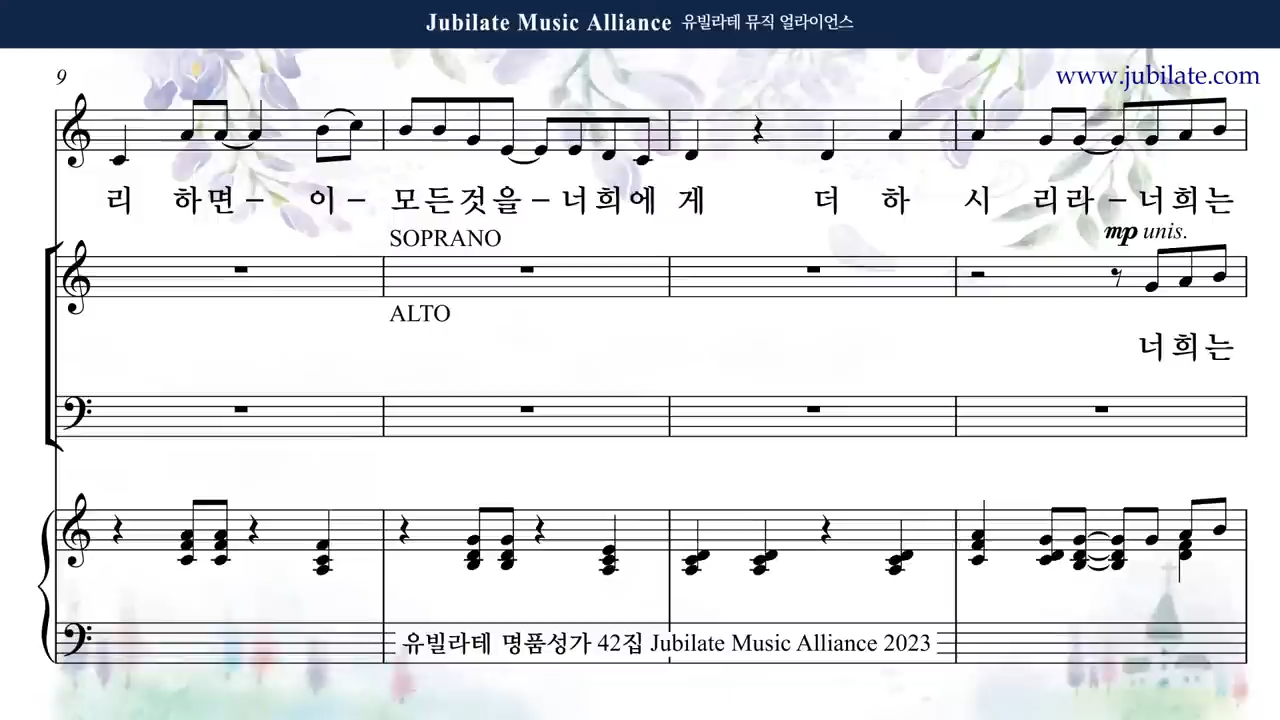 Jubilate Music Alliance 유빌라테 뮤직 얼라이언스
www.jubilate.com
9
리 하면– 이– 모든것을–너희에 게 더 하 시 리라–너희는
SOPRANO
mp unis.
ALTO
너희는
유빌라테 명품성가 42집 Jubilate Music Alliance 2023